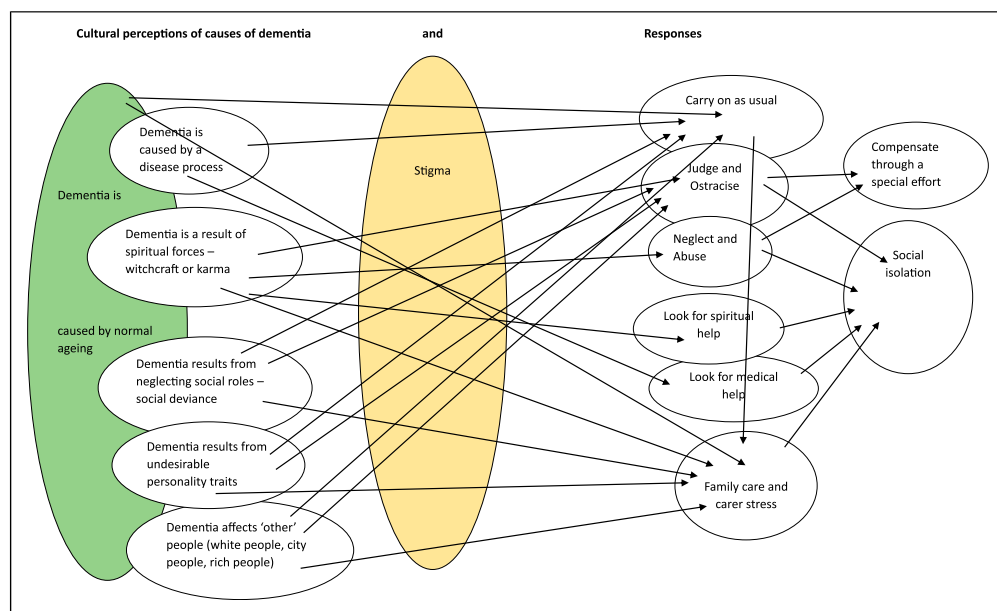 Cultural perceptions of causes of dementia and Responses
Dementia is
caused by a
disease process
Dementia is
Dementia is a result of
spiritual forces –
witchcraft or karma
caused by normal
ageing
Dementia results from
neglecting social roles –
social deviance
Dementia results from
undesirable
personality traits
Dementia affects ‘other’
people (white people, city
people, rich people)
Stigma
Carry on as usual
Judge and
Ostracise
Neglect and
Abuse
Look for spiritual
help
Look for medical
help
Family care and
carer stress
Compensate
through a
special effort
Social
isolation